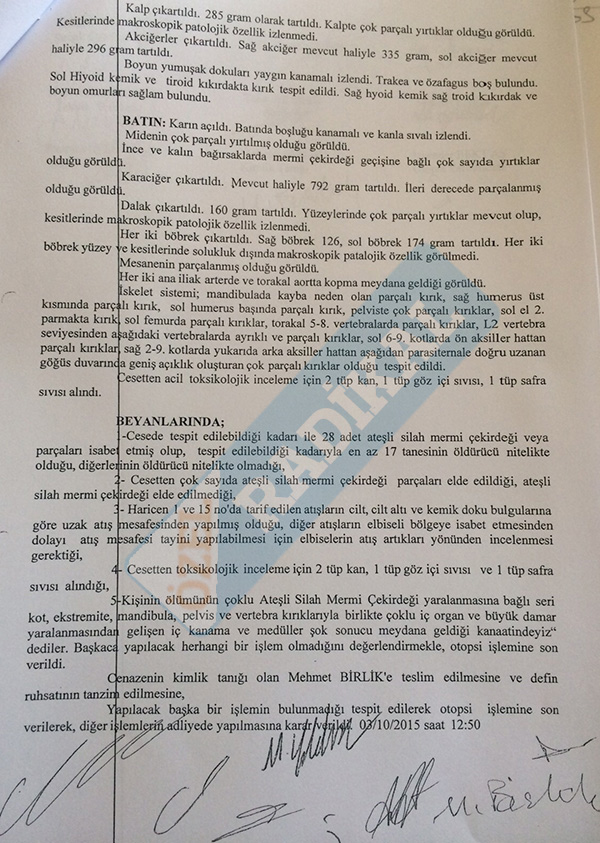 Kalp çıkarıldı. 285 gram olarak tartıldı. Kalpte çok parçalı yırtıklar olduğu görüldü.
Kesitlerinde makroskopik patolojik özellik izlenmedi.
Akciğerler çıkartıldı. Sağ akciğer mevcut haliyle 335 gram, sol akciğer mevcut
haliyle 296 gram tartıldı.
Boyun yumuşak dokuları yaygın kanamalı izlendi. Trakea ve özafagus boş bulundu.
Sol Hiyoid kemik ve tiroid kıkırdakta kırık tespit edildi. Sağ hyoid kemik sağ troid kıkırdak ve
boyun omurları sağlam bulundu.
BATIN: Karın açıldı. Batında boşluğu kanamalı ve kanla sıvalı izlendi.
Midenin çok parçalı yırtılmış olduğu görüldü.
İnce ve kalın bağırsaklarda mermi çekirdeği geçişine bağlı çok sayıda yırtıklar
olduğu görüldü.
Karaciğer çıkartıldı. Mevcut haliyle 792 gram tartıldı. İleri derecede parçalanmış
olduğu görüldü.
Dalak çıkartıldı. 160 gram tartıldı. Yüzeylerinde çok parçalı yırtıklar mevcut olup,
kesitlerinde makroskopik patolojik özellik izlenmedi.
Her iki böbrek çıkartıldı. Sağ böbrek 126, sol böbrek 174 gram tartıldı. Her iki
böbrek yüzey ve kesitlerinde solukluk dışında makroskopik patalojik özellik görülmedi.
Mesanenin parçalanmış olduğu görüldü.
Her iki ana iliak arterde ve torakal aortta kopma meydana geldiği görüldü.
İskelet sistemi; mandibulada kayba neden olan parçalı kırık, sağ humerus üst
kısmında parçalı kırık, sol humerus başında parçalı kırık, pelviste çok parçalı kırıklar, sol el 2.
parmakta kırık, sol femurda parçalı kırıklar, torakal 5-8. vertebralarda parçalı kırıklar, L2 vertebra
seviyesinden aşağıdaki vertebralarda ayrıklı ve parçalı kırıklar, sol 6-9. kotlarda ön aksiller hattan
parçalı kırıklar, sağ 2-9. kotlarda yukarıda arka aksiller hattan aşağıdan parasiternale doğru uzanan
göğüs duvarında geniş açıklık oluşturan çok parçalı kırıklar olduğu tespit edildi.
Cesetten acil toksikolojik inceleme için 2 tüp kan, 1 tüp göz içi sıvısı, 1 tüp safra
sıvısı alındı.
BEYANLARINDA;
1-Cesede tespit edilebildiği kadarı ile 28 adet ateşli silah mermi çekirdeği veya
parçaları isabet etmiş olup, tespit edilebildiği kadarıyla en az 17 tanesinin öldürücü nitelikte
olduğu, diğerlerinin öldürücü nitelikte olmadığı,
2- Cesetten çok sayıda ateşli silah mermi çekirdeği parçaları elde edildiği, ateşli
silah mermi çekirdeği elde edilmediği,
3- Haricen 1 ve 15 no'da tarif edilen atışların cilt, cilt altı ve kemik doku bulgularına
göre uzak atış mesafesinden yapılmış olduğu, diğer atışların elbiseli bölgeye isabet etmesinden
dolayı atış mesafesi tayini yapılabilmesi için elbiselerin atış artıkları yönünden incelenmesi
gerektiği,
4- Cesetten toksikolojik inceleme için 2 tüp kan, 1 tüp göz içi sıvısı ve 1 tüp safra
sıvısı alındığı,
5-Kişinin ölümünün çoklu Ateşli Silah Mermi Çekirdeği yaralanmasına bağlı seri
kot, ekstremite, mandibula, pelvis ve vertebra kırıklarıyla birlikte çoklu iç organ ve büyük damar
yaralanmasından gelişen iç kanama ve medüller şok sonucu meydana geldiği kanaatindeyiz"
dediler. Başkaca yapılacak herhangi bir işlem olmadığını değerlendirmekle, otopsi işlemine son
verildi.
Cenazenin kimlik tanığı olan Mehmet BİRLİK'e teslim edilmesine ve defin
ruhsatının tanzim edilmesine,
Yapılacak başka bir işlemin bulunmadığı tespit edilerek otopsi işlemine son
verilerek, diğer işlemlerin adliyede yapılmasına karar verildi. 03/10/2015 saat 12:50
RADİKAL
ÖZEL